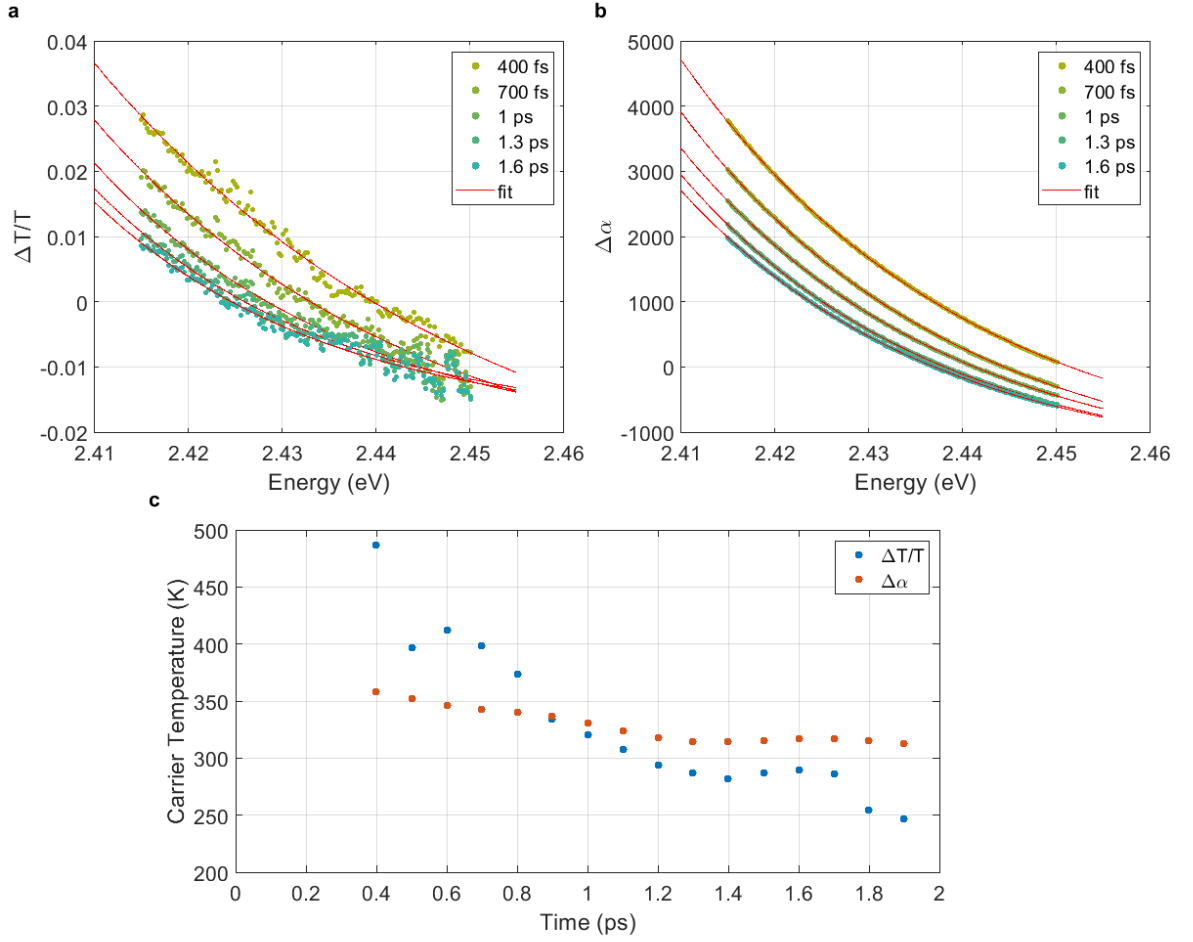 a
0.04
0.03
0.02
0.01
0
-0.01
-0.02
ΔT/T
2.41 2.42 2.43 2.44 2.45 2.46
Energy (eV)
400 fs
700 fs
1 ps
1.3 ps
1.6 ps
fit
b
5000
4000
3000
2000
1000
0
-1000
Δα
2.41 2.42 2.43 2.44 2.45 2.46
Energy (eV)
400 fs
700 fs
1 ps
1.3 ps
1.6 ps
fit
c
500
450
400
350
300
250
200
Carrier Temperature (K)
0 0.2 0.4 0.6 0.8 1 1.2 1.4 1.6 1.8 2
Time (ps)
ΔT/T
Δα